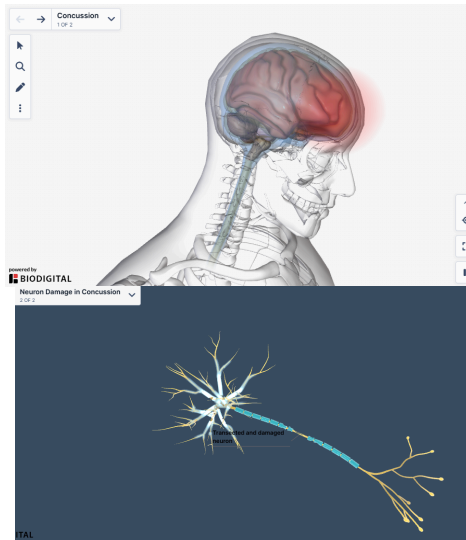 Concussion
1 OF 2
powered by
BIODIGITAL
Neuron Damage in Concussion
2 OF 2
Transected and damaged
neuron
ITAL